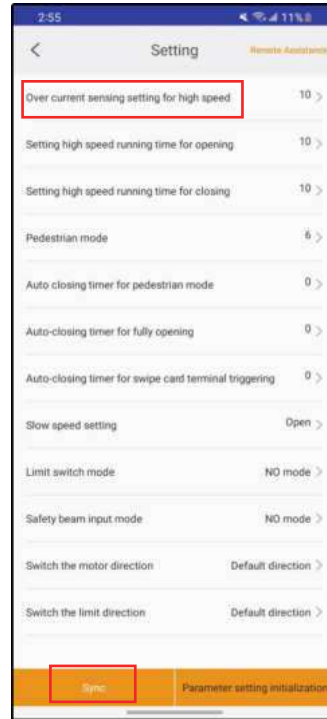 2:55 11%
Setting Remote Assistance
Over current sensing setting for high speed 10
Setting high speed running time for opening 10
Setting high speed running time for closing 10
Pedestrian mode 6
Auto closing timer for pedestrian mode 0
Auto-closing timer for fully opening 0
Auto-closing timer for swipe card terminal triggering 0
Slow speed setting Open
Limit switch mode NO mode
Safety beam input mode NO mode
Switch the motor direction Default direction
Switch the limit direction Default direction
Sync Parameter setting initialization